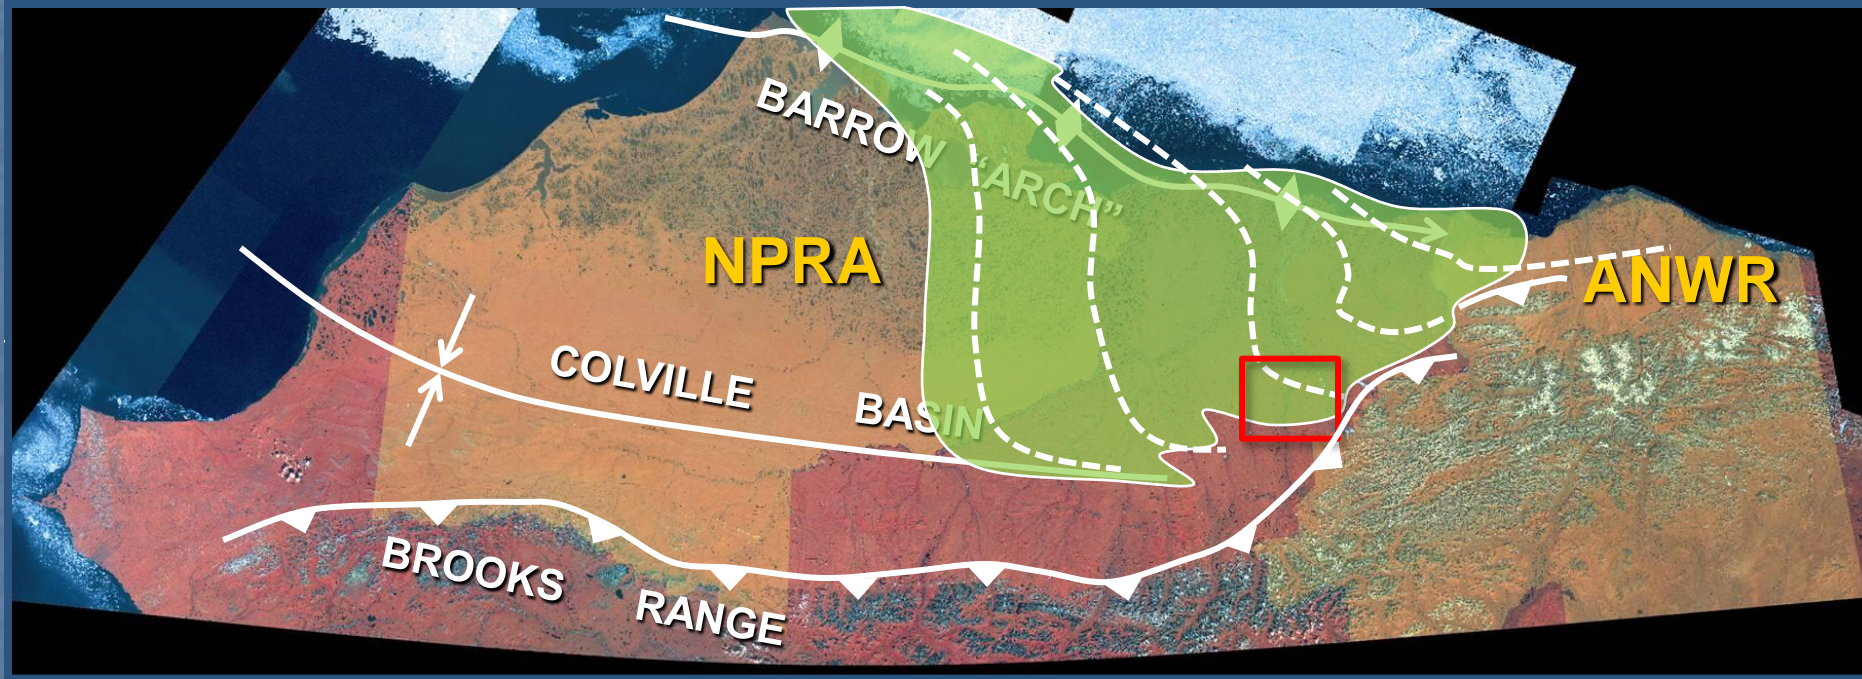 BARROW “ARCH”
NPRA
ANWR
COLVILLE BASIN
BROOKS RANGE